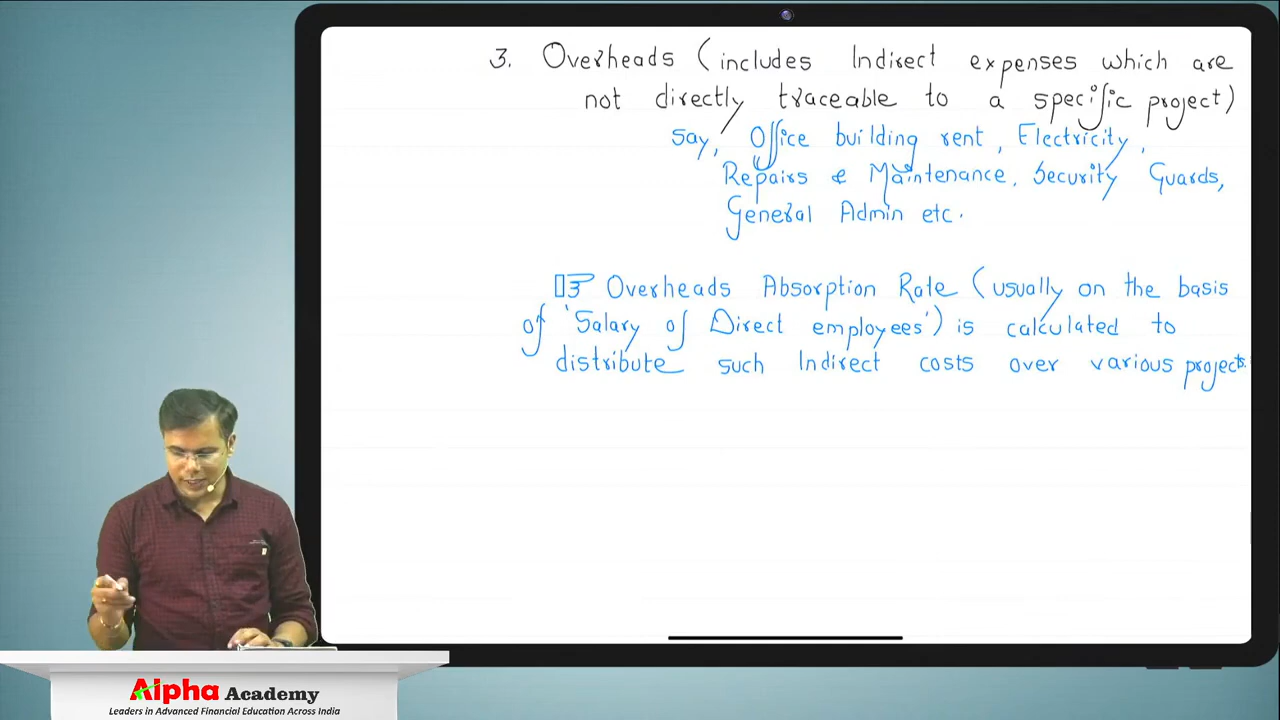 3. Overheads (includes Indirect expenses which are
not directly traceable to a specific project)
say, Office building rent, Electricity,
Repairs & Maintenance, Security Guards,
General Admin etc.
☞ Overheads Absorption Rate (usually on the basis
of 'Salary of Direct employees') is calculated to
distribute such Indirect costs over various projects.
Alpha Academy
Leaders in Advanced Financial Education Across India